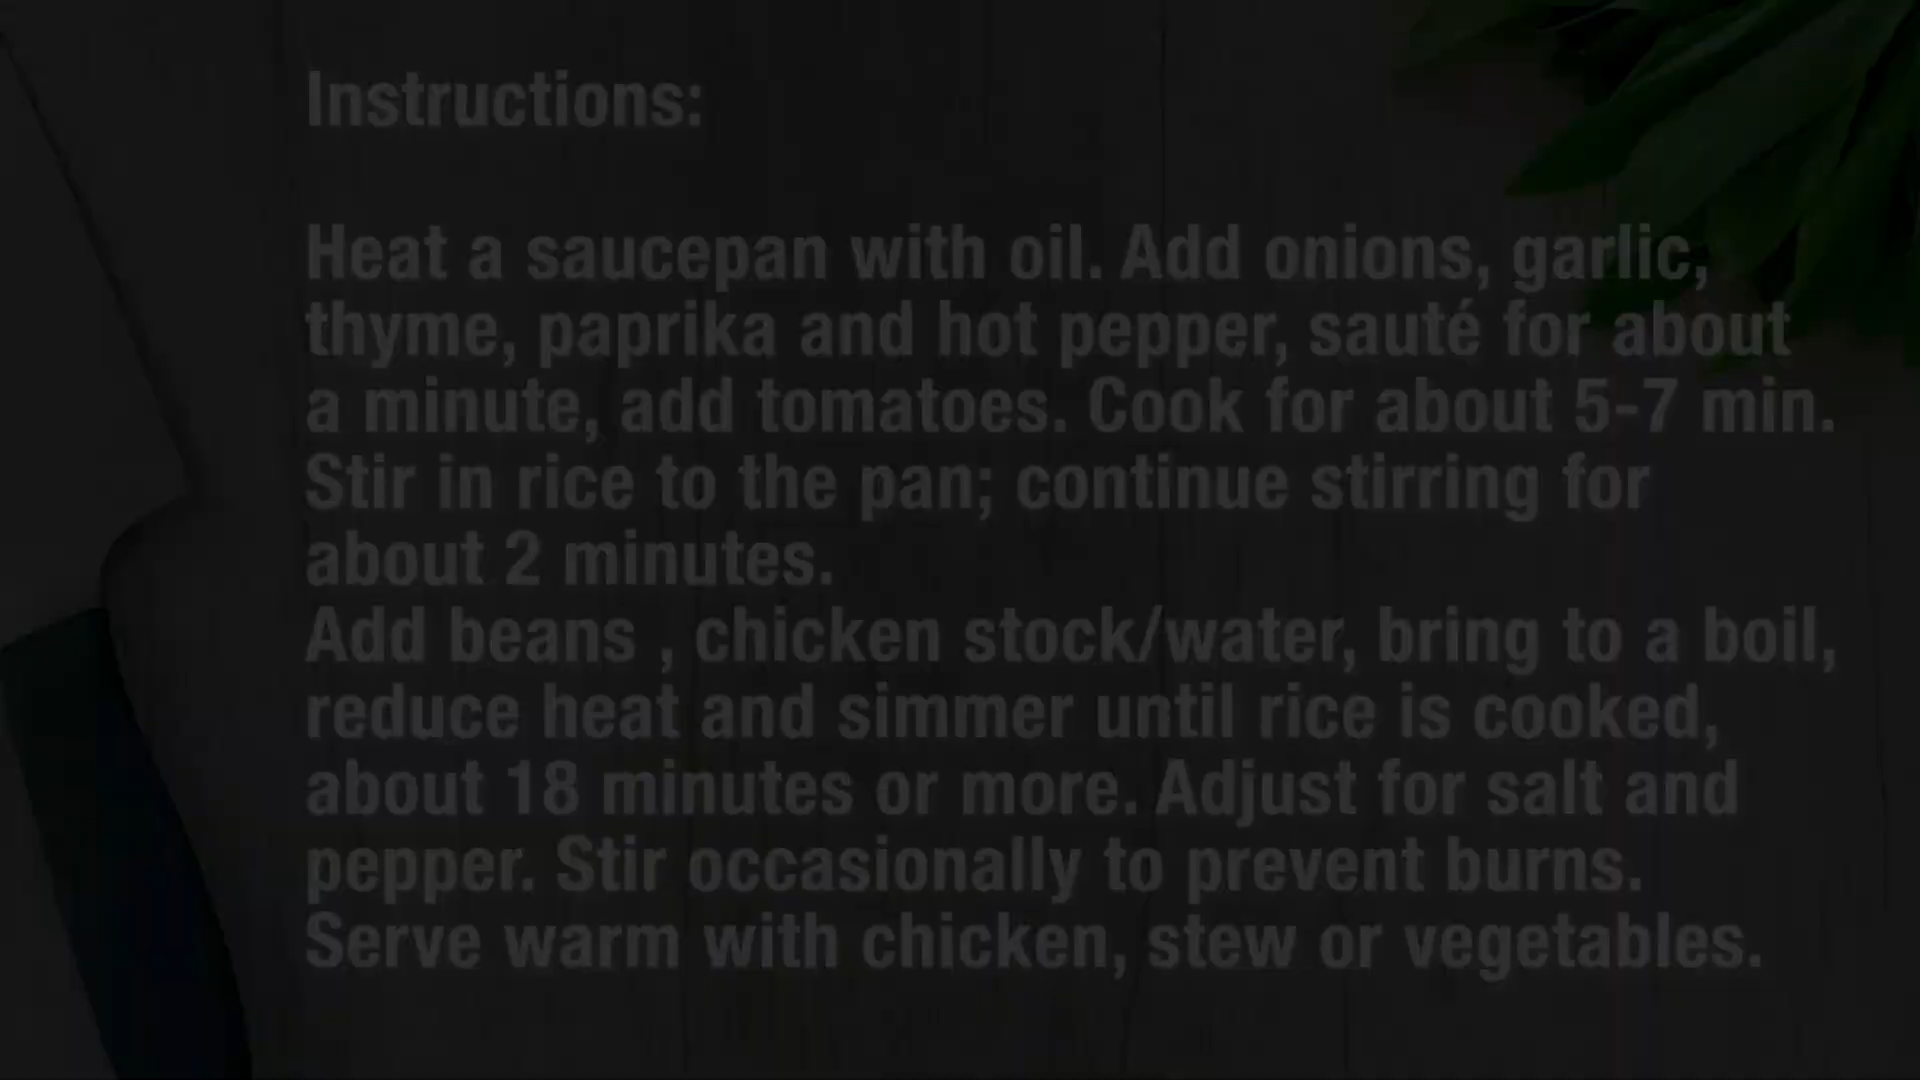 Instructions:
Heat a saucepan with oil. Add onions, garlic,
thyme, paprika and hot pepper, sauté for about
a minute, add tomatoes. Cook for about 5-7 min.
Stir in rice to the pan; continue stirring for
about 2 minutes.
Add beans , chicken stock/water, bring to a boil,
reduce heat and simmer until rice is cooked,
about 18 minutes or more. Adjust for salt and
pepper. Stir occasionally to prevent burns.
Serve warm with chicken, stew or vegetables.